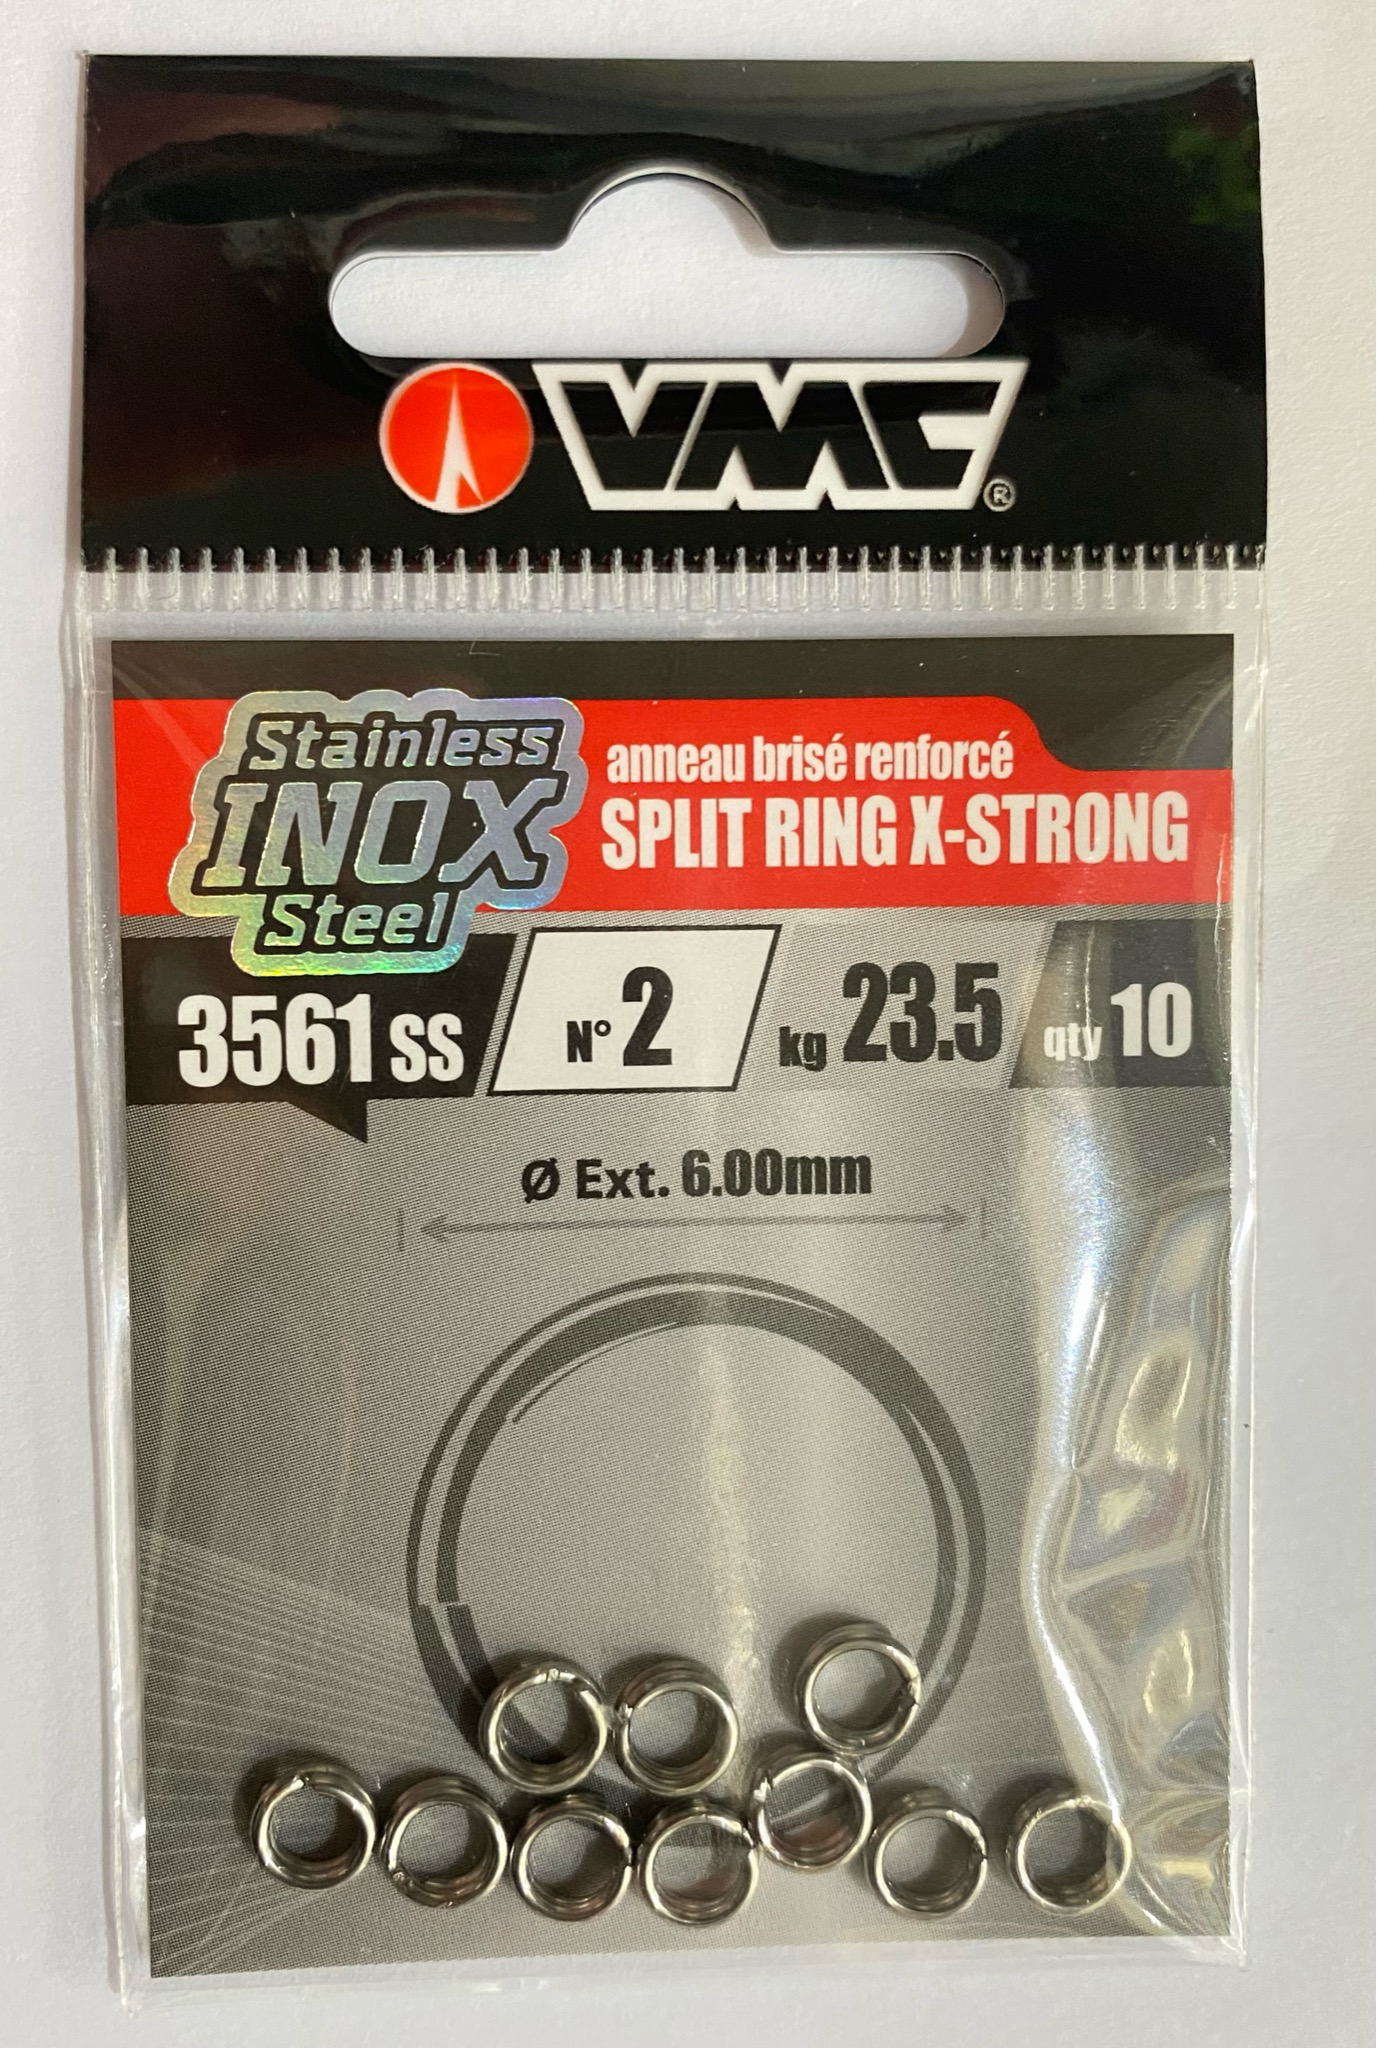 VMC®
Stainless
INOX
Steel
anneau brisé renforcé
SPLIT RING X-STRONG
3561 SS
N° 2
kg 23.5
qty 10
Ø Ext. 6.00mm